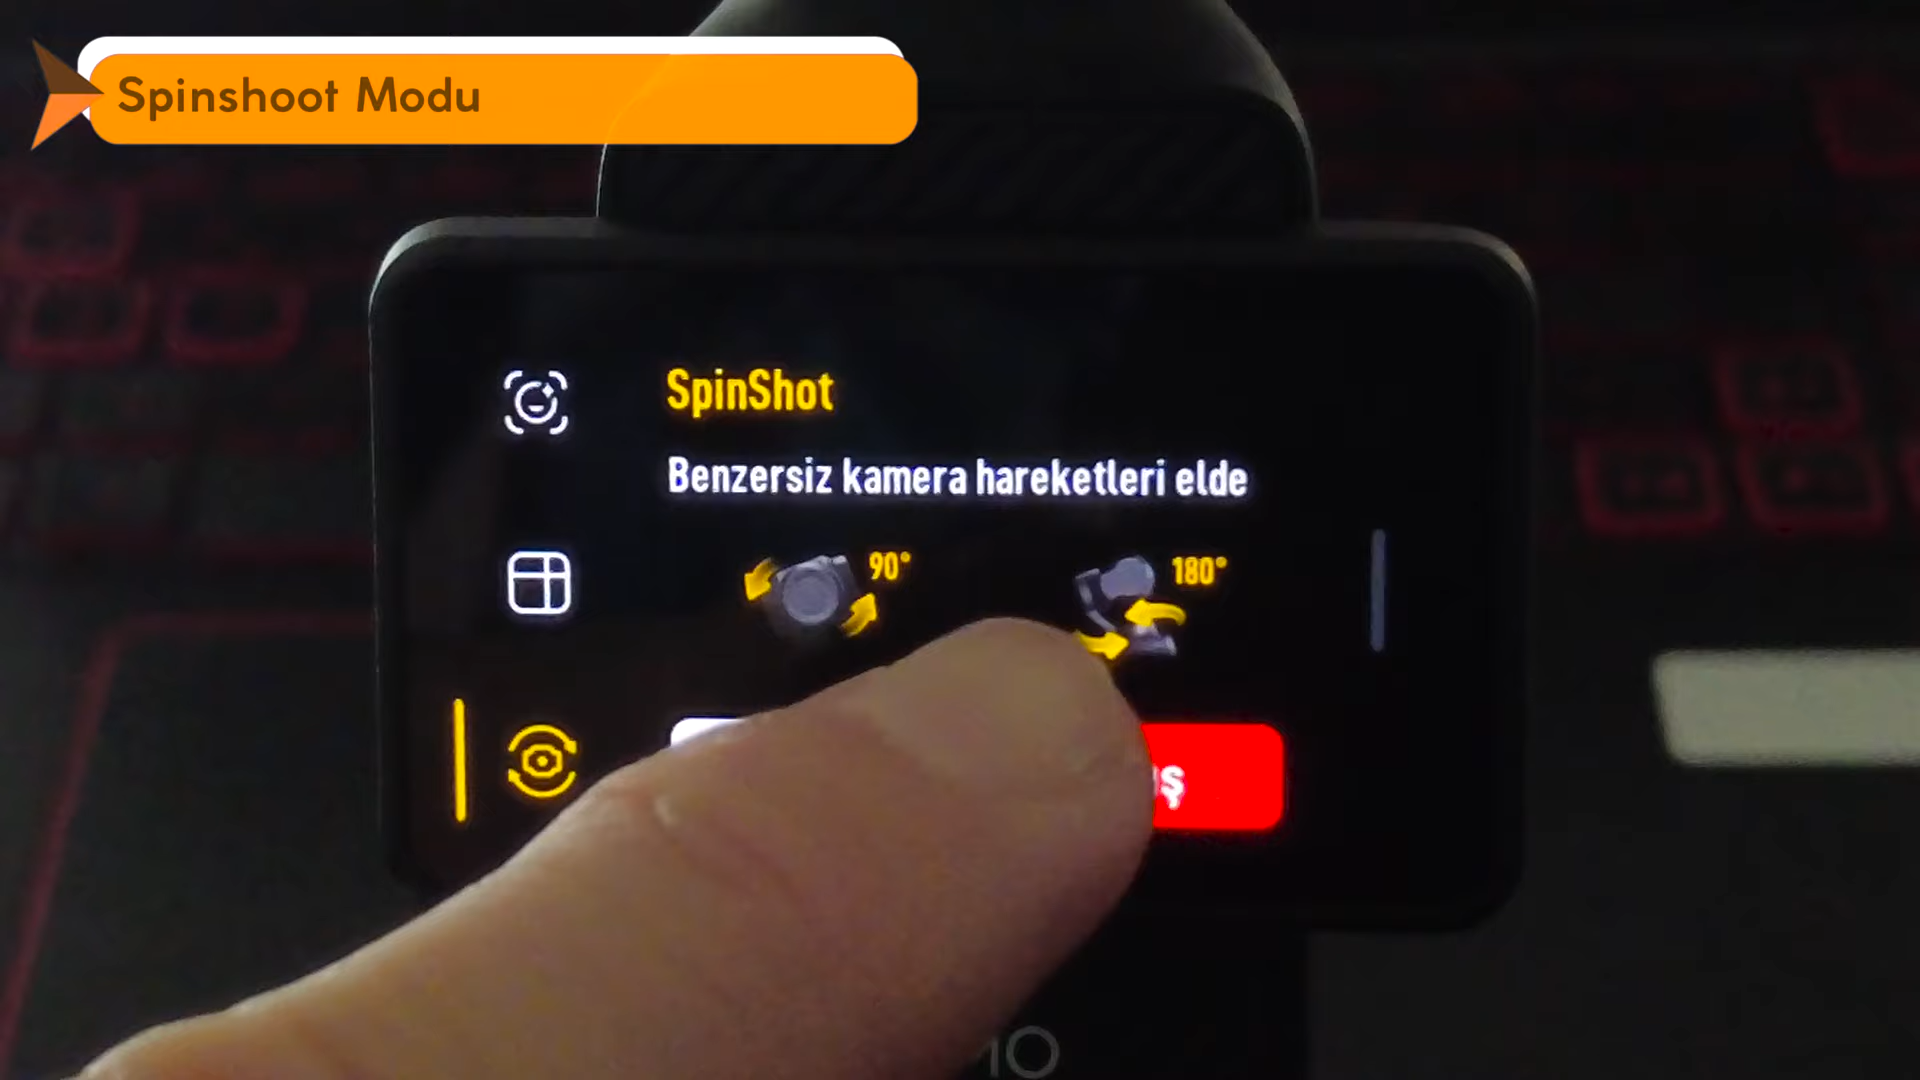 Spinshoot Modu
SpinShot
Benzersiz kamera hareketleri elde
90°
180°